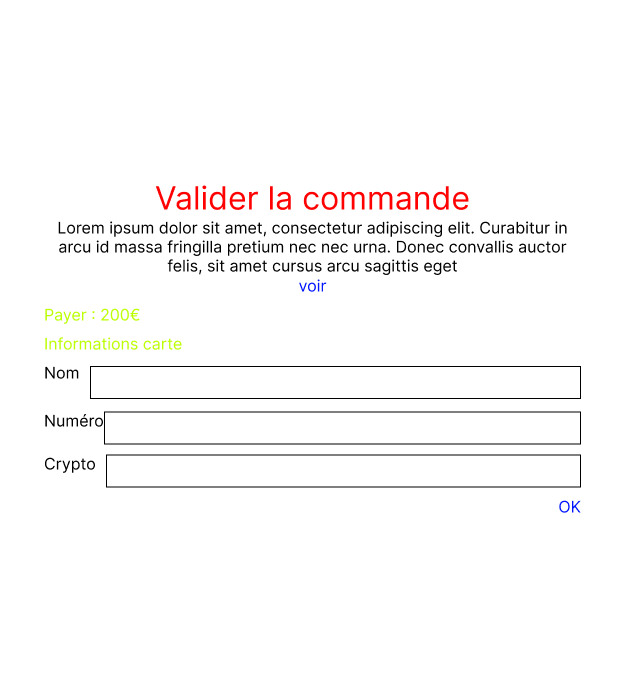 Valider la commande
Lorem ipsum dolor sit amet, consectetur adipiscing elit. Curabitur in
arcu id massa fringilla pretium nec nec urna. Donec convallis auctor
felis, sit amet cursus arcu sagittis eget
voir
Payer : 200€
Informations carte
Nom
Numéro
Crypto
OK